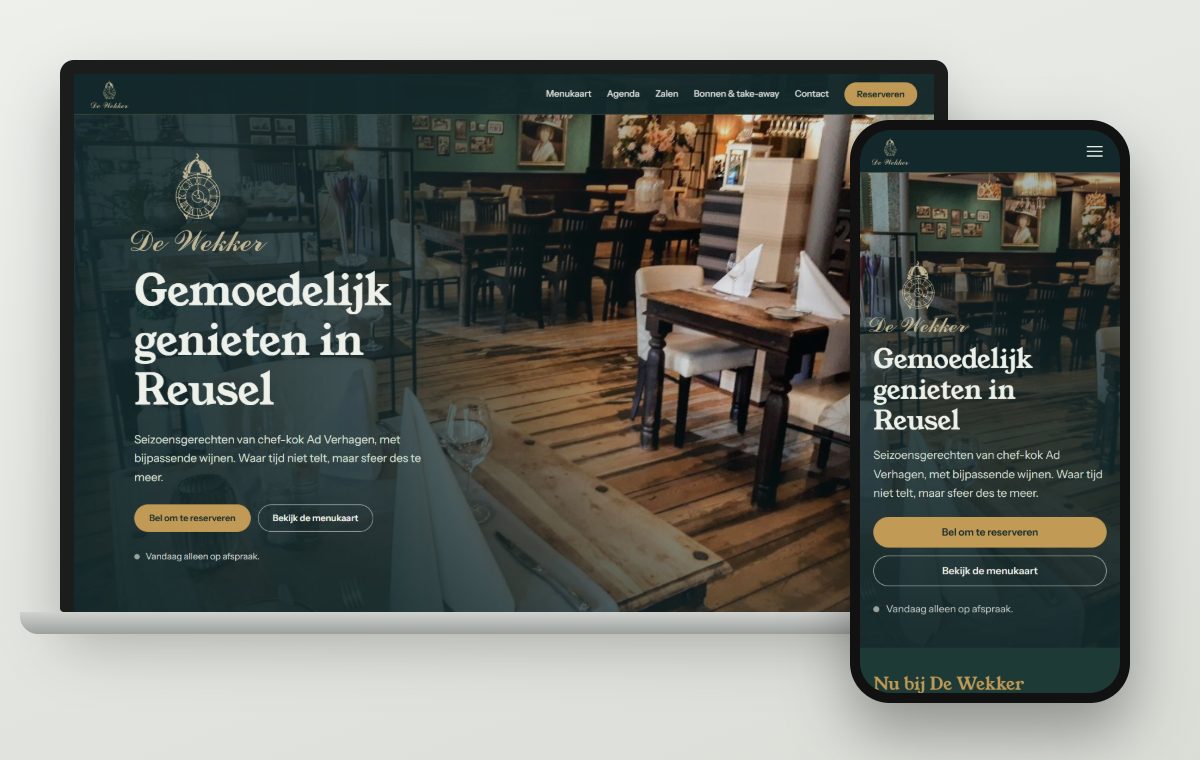 De Wekker
Menukaart Agenda Zalen Bonnen & take-away Contact Reserveren
De Wekker
Gemoedelijk
genieten in
Reusel
Seizoensgerechten van chef-kok Ad Verhagen, met
bijpassende wijnen. Waar tijd niet telt, maar sfeer des te
meer.
Bel om te reserveren Bekijk de menukaart
Vandaag alleen op afspraak.
De Wekker
De Wekker
Gemoedelijk
genieten in
Reusel
Seizoensgerechten van chef-kok Ad
Verhagen, met bijpassende wijnen. Waar tijd
niet telt, maar sfeer des te meer.
Bel om te reserveren
Bekijk de menukaart
Vandaag alleen op afspraak.
Nu bij De Wekker